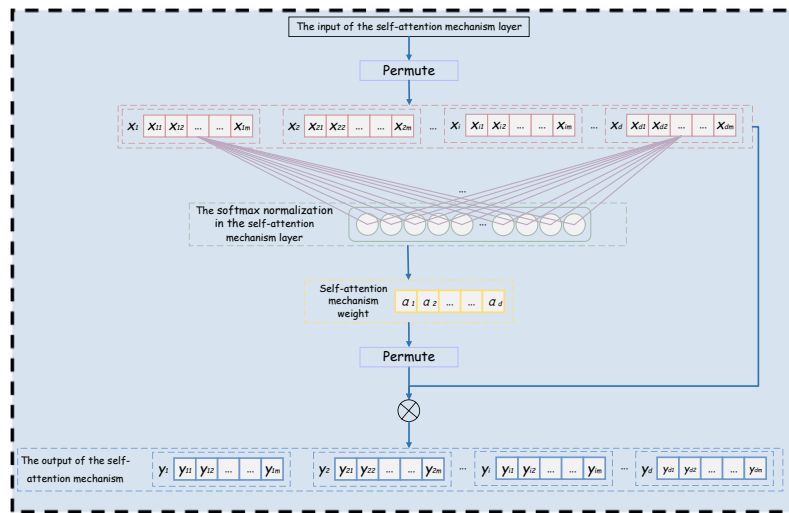 The input of the self-attention mechanism layer
Permute
x1 x11 x12 ... ... x1m x2 x21 x22 ... ... x2m ... xi xi1 xi2 ... ... xim ... xd xd1 xd2 ... ... xdm
...
The softmax normalization
in the self-attention
mechanism layer
...
Self-attention
mechanism
weight
α1 α2 ... ... αd
Permute
The output of the self-
attention mechanism
y1 y11 y12 ... ... y1m y2 y21 y22 ... ... y2m ... yi yi1 yi2 ... ... yim ... yd yd1 yd2 ... ... ydm